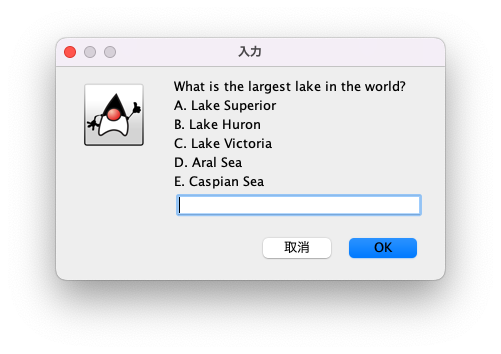 入力
What is the largest lake in the world?
A. Lake Superior
B. Lake Huron
C. Lake Victoria
D. Aral Sea
E. Caspian Sea
取消
OK